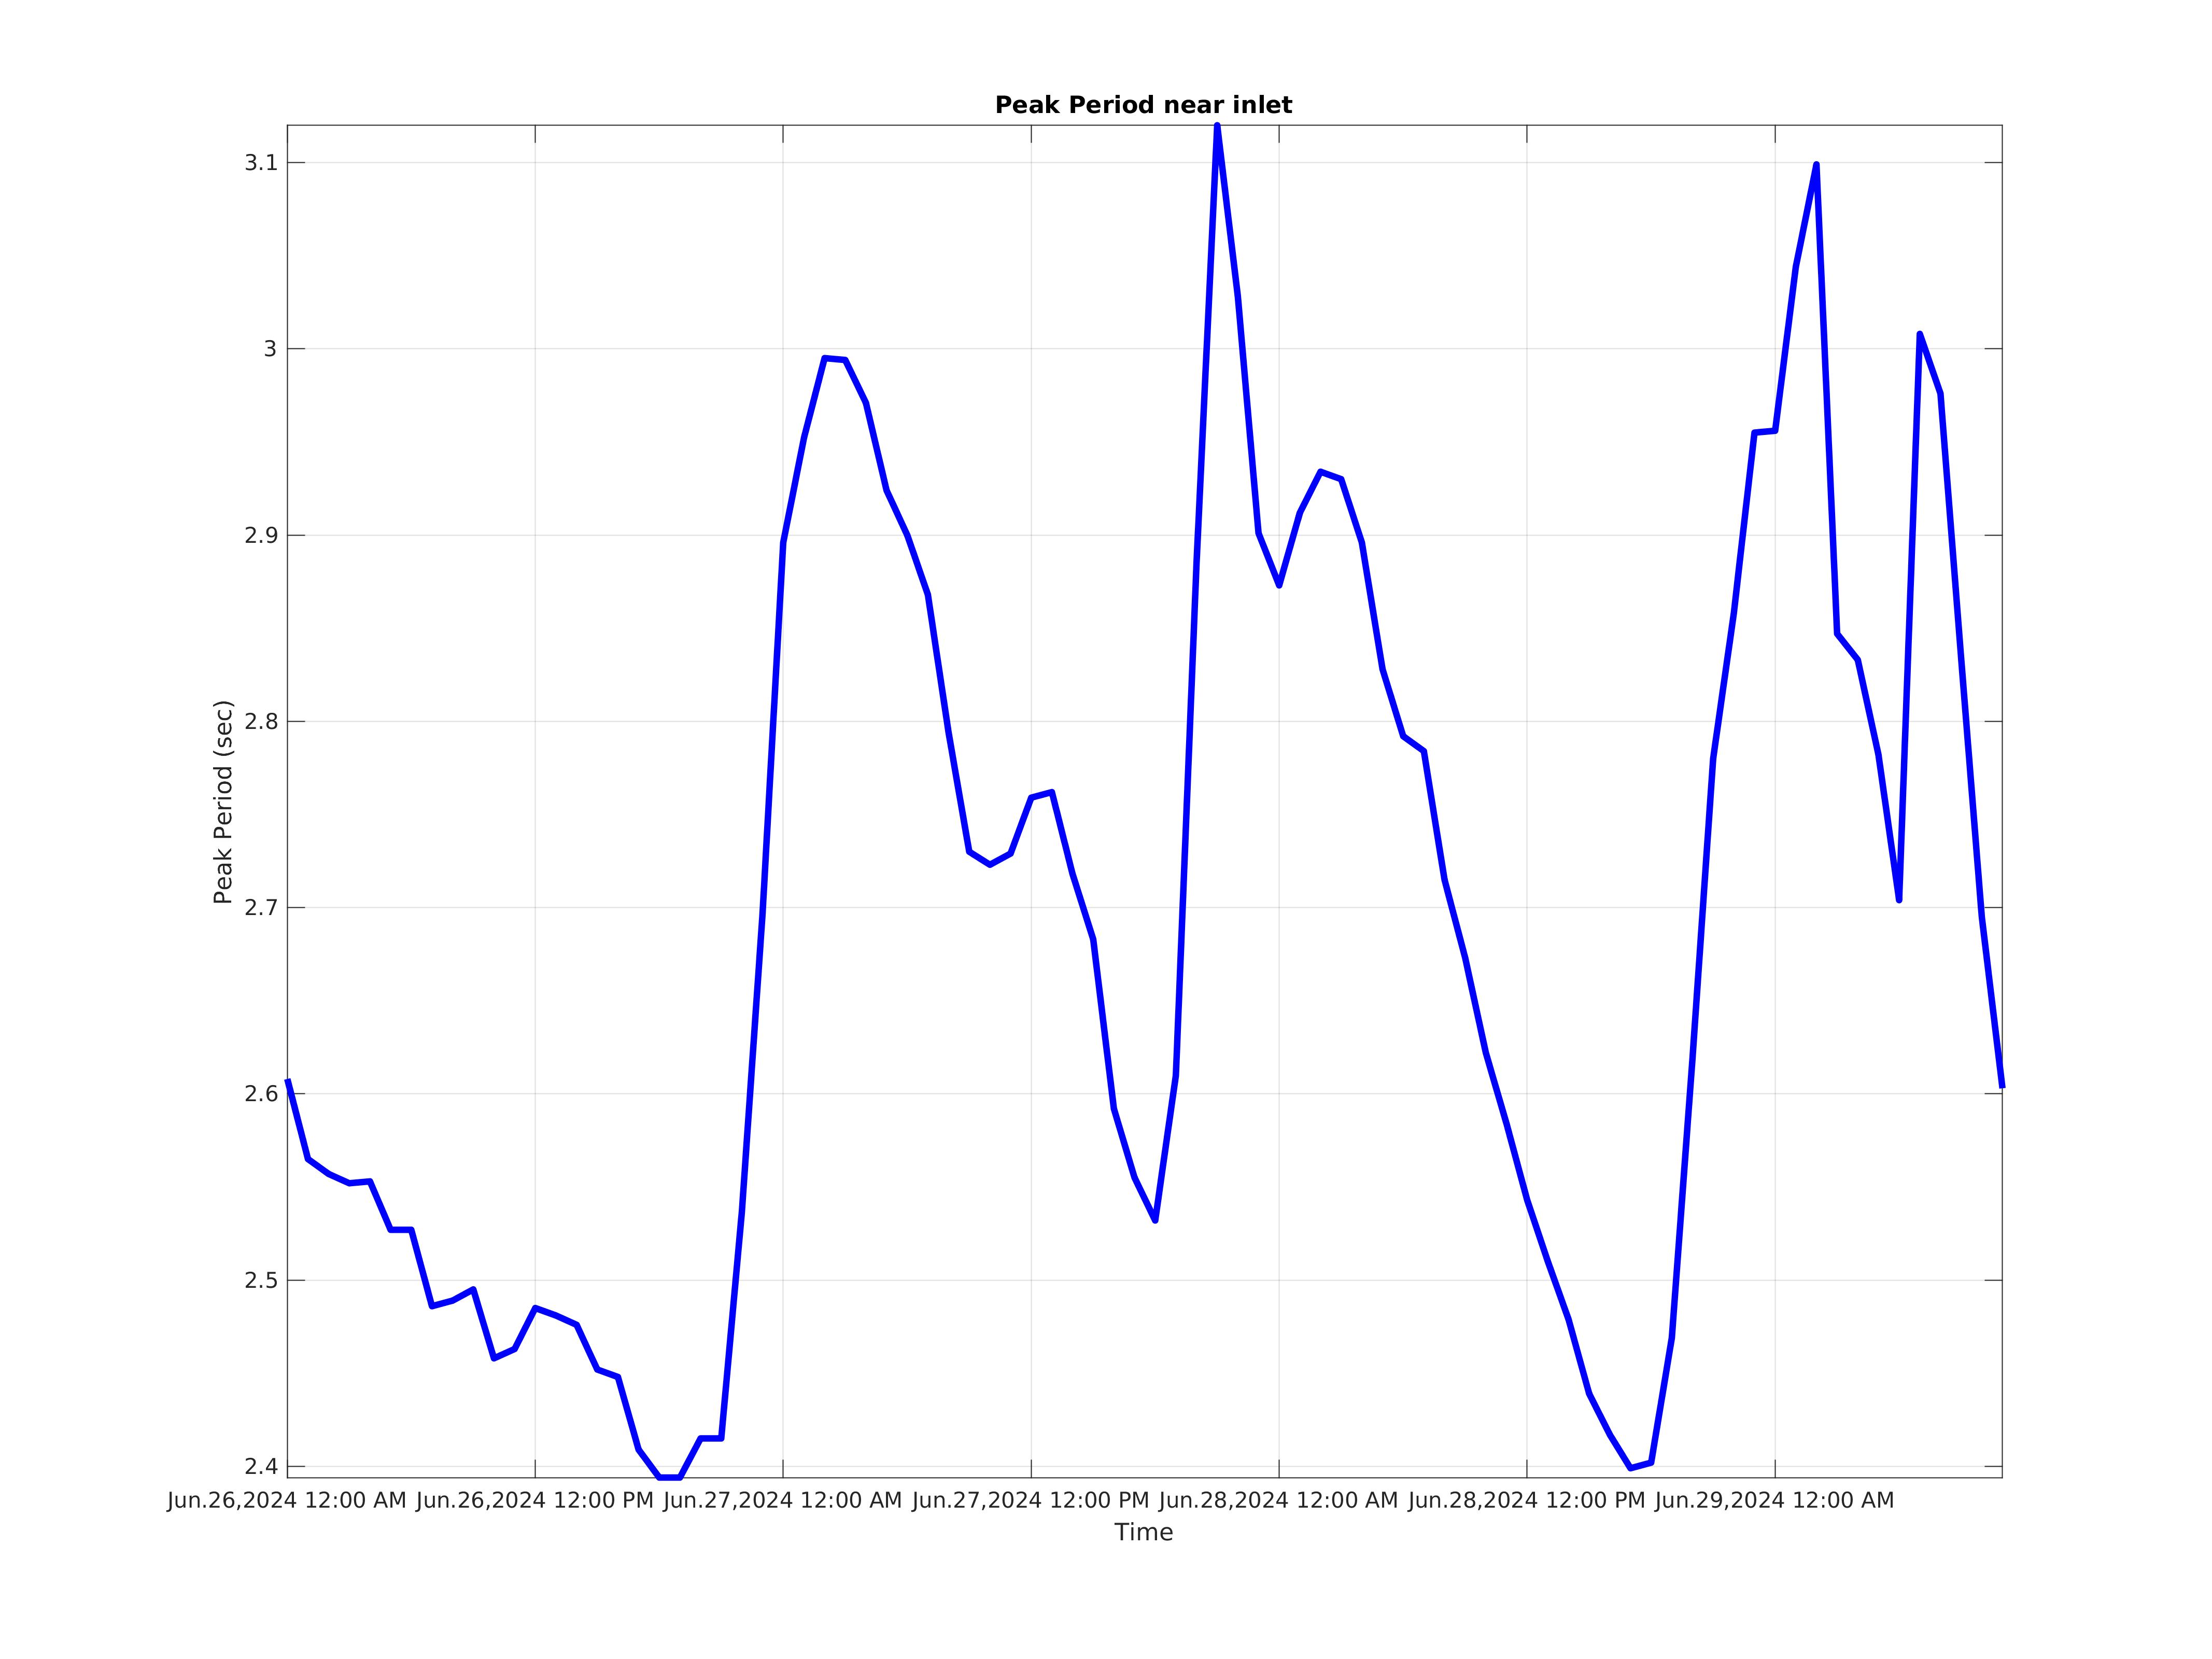 Peak Period near inlet
3.1
3
2.9
2.8
2.7
2.6
2.5
2.4
Peak Period (sec)
Jun.26,2024 12:00 AM Jun.26,2024 12:00 PM Jun.27,2024 12:00 AM Jun.27,2024 12:00 PM Jun.28,2024 12:00 AM Jun.28,2024 12:00 PM Jun.29,2024 12:00 AM
Time